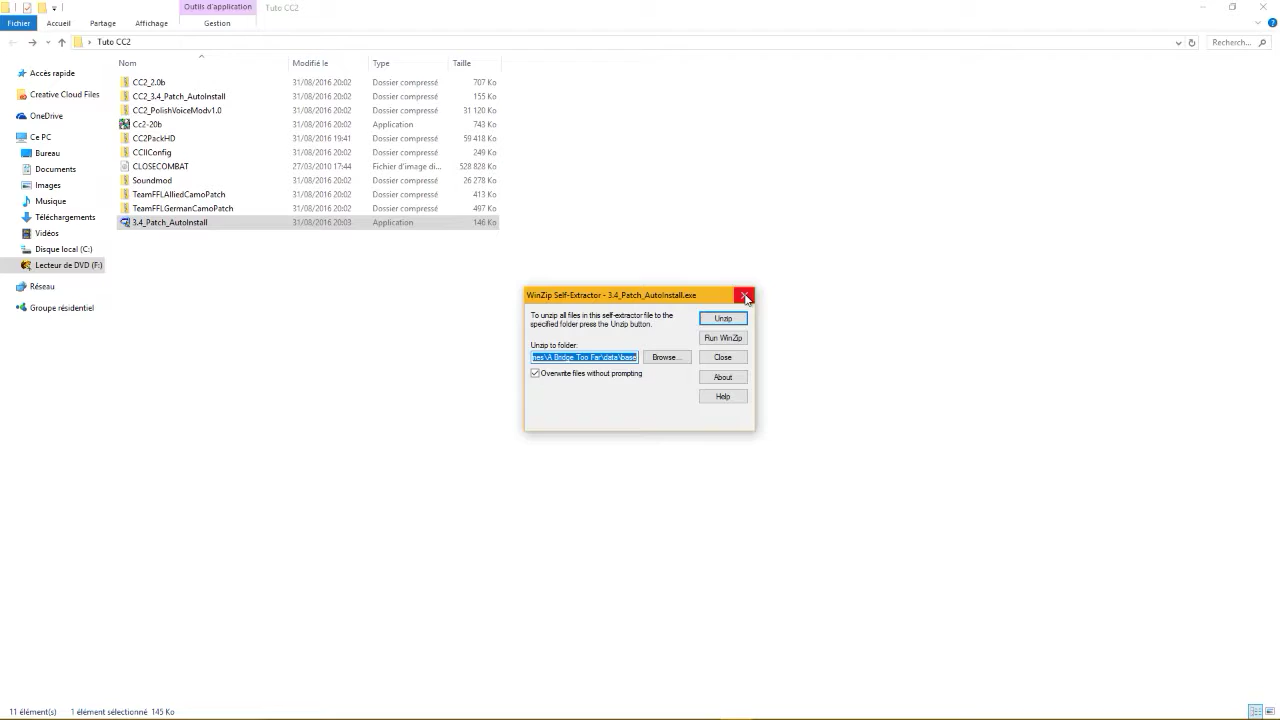 Outils d'application
Tuto CC2
Fichier
Accueil
Partage
Affichage
Gestion
Tuto CC2
Recherch...
Nom
Modifié le
Type
Taille
Accès rapide
Creative Cloud Files
OneDrive
Ce PC
Bureau
Documents
Images
Musique
Téléchargements
Vidéos
Disque local (C:)
Lecteur de DVD (F:)
Réseau
Groupe résidentiel
CC2_2.0b 31/08/2016 20:02 Dossier compressé 707 Ko
CC2_3.4_Patch_AutoInstall 31/08/2016 20:02 Dossier compressé 155 Ko
CC2_PolishVoiceModv1.0 31/08/2016 20:02 Dossier compressé 31 120 Ko
Cc2-20b 31/08/2016 20:02 Application 743 Ko
CC2PackHD 31/08/2016 19:41 Dossier compressé 59 418 Ko
CCIIConfig 31/08/2016 20:02 Dossier compressé 249 Ko
CLOSECOMBAT 27/03/2010 17:44 Fichier d'image di... 528 828 Ko
Soundmod 31/08/2016 20:02 Dossier compressé 26 278 Ko
TeamFFLAlliedCamoPatch 31/08/2016 20:02 Dossier compressé 413 Ko
TeamFFLGermanCamoPatch 31/08/2016 20:02 Dossier compressé 497 Ko
3.4_Patch_AutoInstall 31/08/2016 20:03 Application 146 Ko
WinZip Self-Extractor - 3.4_Patch_AutoInstall.exe
To unzip all files in this self-extractor file to the
specified folder press the Unzip button.
Unzip to folder:
nes\A Bridge Too Far\data\base
Browse...
Overwrite files without prompting
Unzip
Run WinZip
Close
About
Help
11 élément(s)
1 élément sélectionné 145 Ko